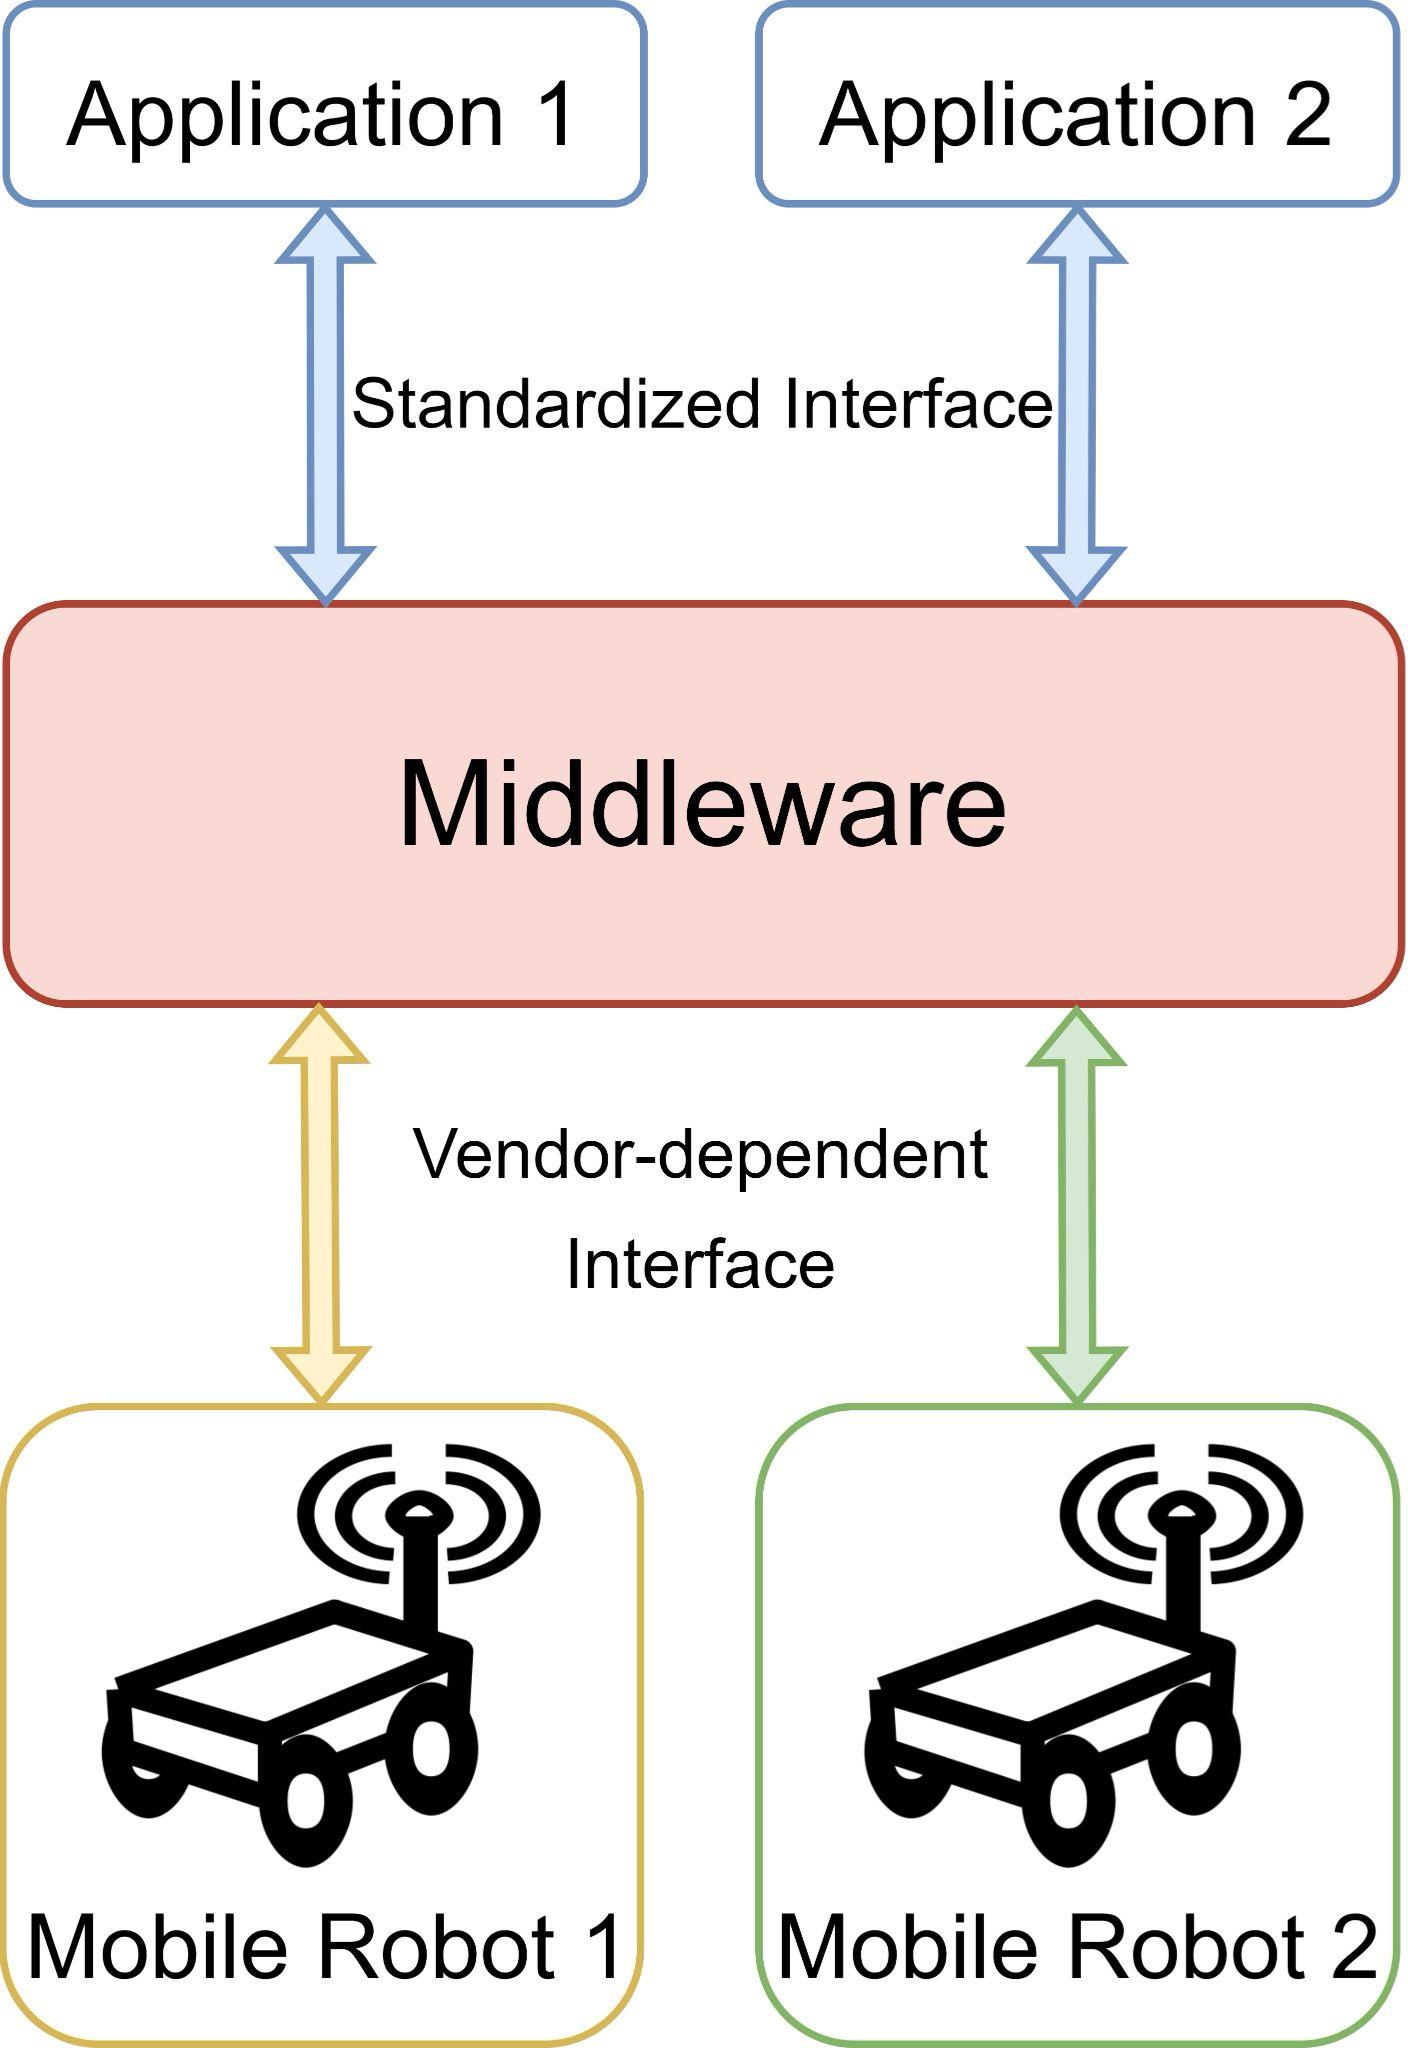 Application 1
Application 2
Standardized Interface
Middleware
Vendor-dependent
Interface
Mobile Robot 1
Mobile Robot 2